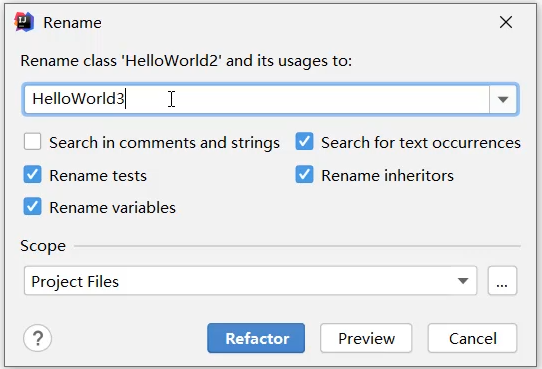 Rename
Rename class 'HelloWorld2' and its usages to:
HelloWorld3
Search in comments and strings
Search for text occurrences
Rename tests
Rename inheritors
Rename variables
Scope
Project Files
...
?
Refactor
Preview
Cancel